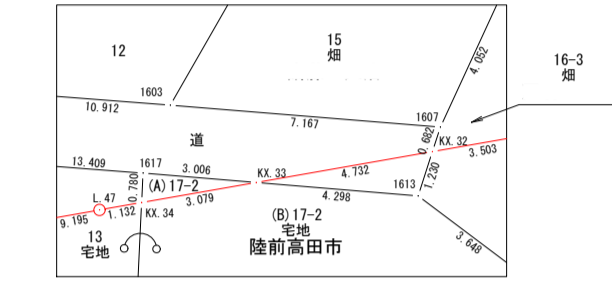 12
15
畑
16-3
畑
4.052
1603
10.912
7.167
1607
0.682
KX.32
3.503
道
13.409
1617
3.006
KX.33
4.732
1.230
1613
(A)17-2
0.780
3.079
4.298
L.47
1.132
KX.34
9.195
13
宅地
(B)17-2
宅地
陸前高田市
3.648